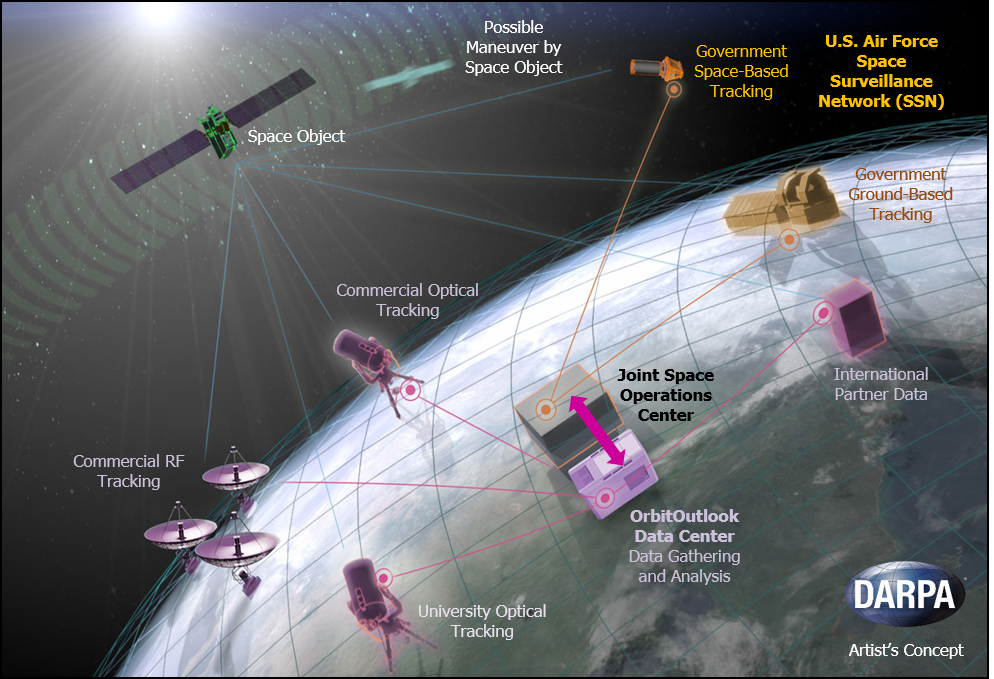 Possible
Maneuver by
Space Object
Government
Space-Based
Tracking
U.S. Air Force
Space
Surveillance
Network (SSN)
Space Object
Government
Ground-Based
Tracking
Commercial Optical
Tracking
Joint Space
Operations
Center
International
Partner Data
Commercial RF
Tracking
OrbitOutlook
Data Center
Data Gathering
and Analysis
University Optical
Tracking
DARPA
Artist's Concept